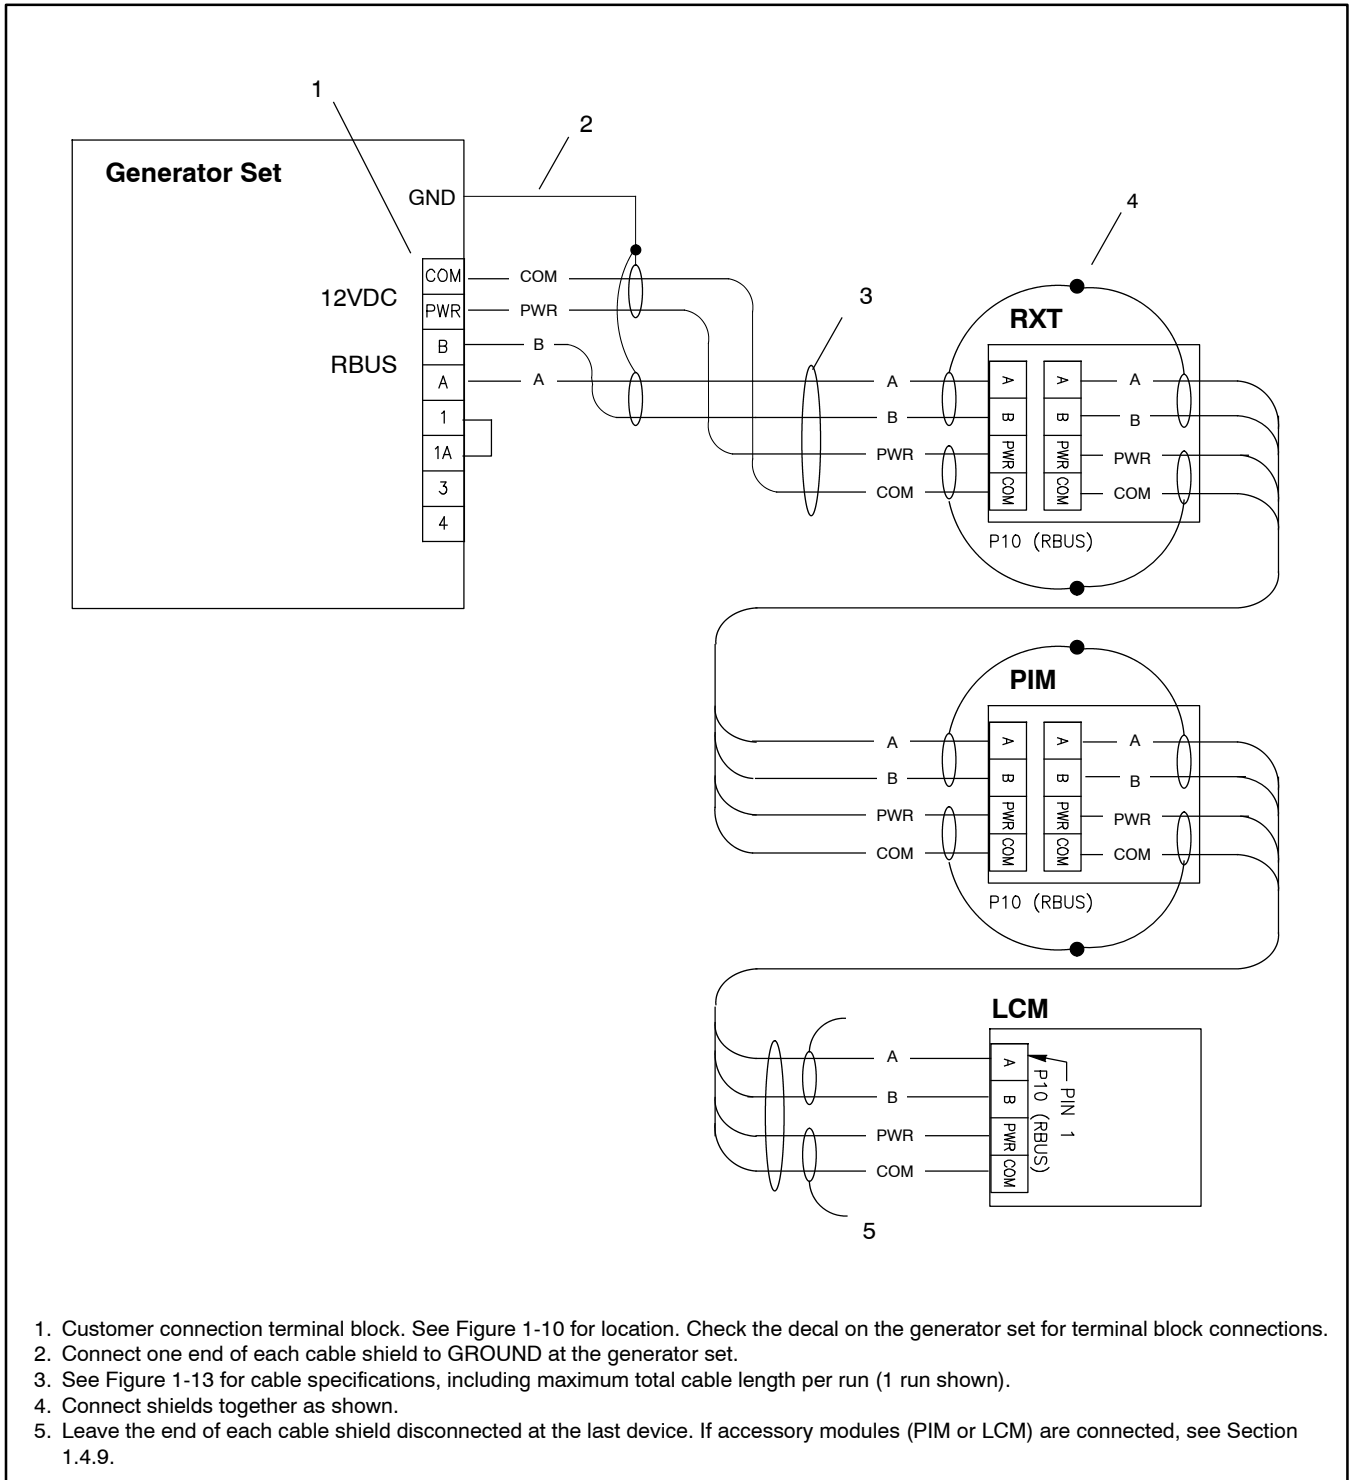 1
2
Generator Set
GND
4
COM
COM
12VDC
3
PWR
PWR
RXT
B
B
RBUS
A
A
A
A
A
A
1
B
B
B
B
1A
PWR
PWR
PWR
PWR
3
COM
COM
COM
COM
4
P10 (RBUS)
PIM
A
A
A
A
B
B
B
B
PWR
PWR
PWR
PWR
COM
COM
COM
COM
P10 (RBUS)
LCM
A
A
B
B
PWR
PWR
COM
COM
P10 (RBUS)
PIN 1
5
1. Customer connection terminal block. See Figure 1-10 for location. Check the decal on the generator set for terminal block connections.
2. Connect one end of each cable shield to GROUND at the generator set.
3. See Figure 1-13 for cable specifications, including maximum total cable length per run (1 run shown).
4. Connect shields together as shown.
5. Leave the end of each cable shield disconnected at the last device. If accessory modules (PIM or LCM) are connected, see Section
1.4.9.